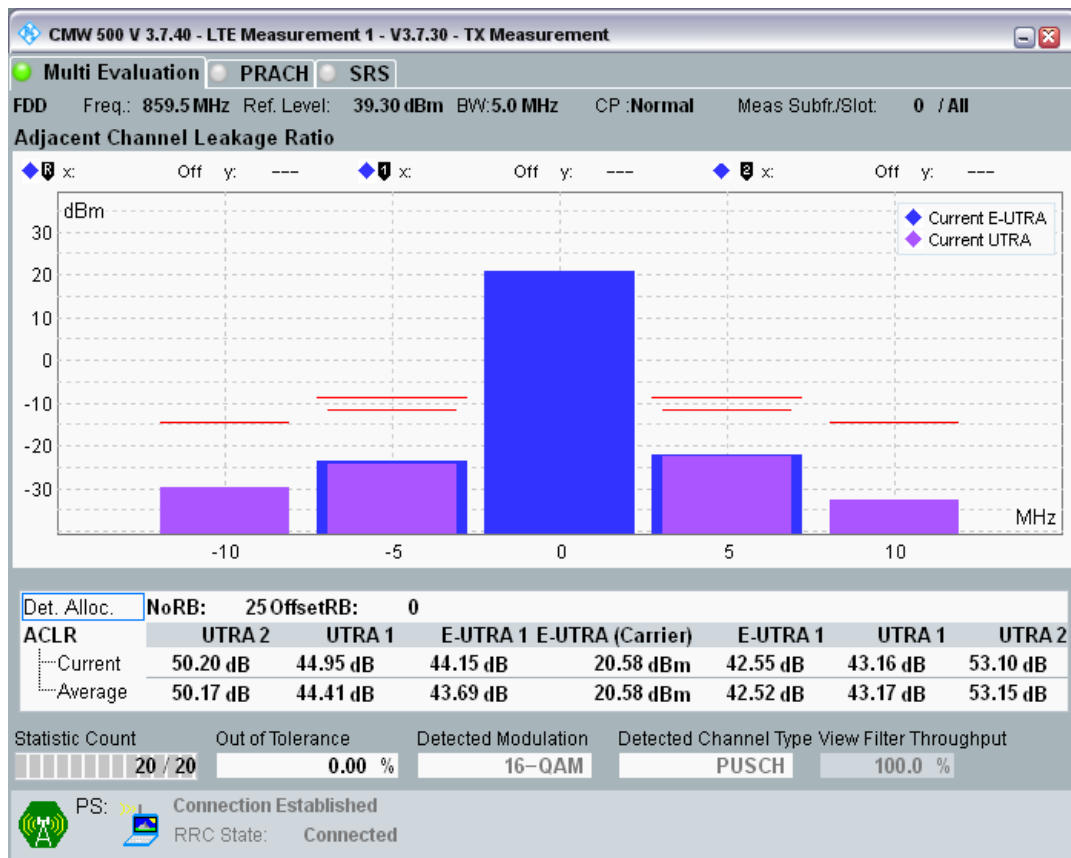 CMW 500 V 3.7.40 - LTE Measurement 1 - V3.7.30 - TX Measurement
Multi Evaluation PRACH SRS
FDD Freq.: 859.5 MHz Ref. Level: 39.30 dBm BW:5.0 MHz CP :Normal Meas Subfr./Slot: 0 / All
Adjacent Channel Leakage Ratio
R x: Off y: --- 1 x: Off y: --- 2 x: Off y: ---
dBm
Current E-UTRA
Current UTRA
30
20
10
0
-10
-20
-30
MHz
-10 -5 0 5 10
Det. Alloc. NoRB: 25 OffsetRB: 0
ACLR UTRA 2 UTRA 1 E-UTRA 1 E-UTRA (Carrier) E-UTRA 1 UTRA 1 UTRA 2
Current 50.20 dB 44.95 dB 44.15 dB 20.58 dBm 42.55 dB 43.16 dB 53.10 dB
Average 50.17 dB 44.41 dB 43.69 dB 20.58 dBm 42.52 dB 43.17 dB 53.15 dB
Statistic Count Out of Tolerance Detected Modulation Detected Channel Type View Filter Throughput
20 / 20 0.00 % 16-QAM PUSCH 100.0 %
PS: Connection Established
RRC State: Connected